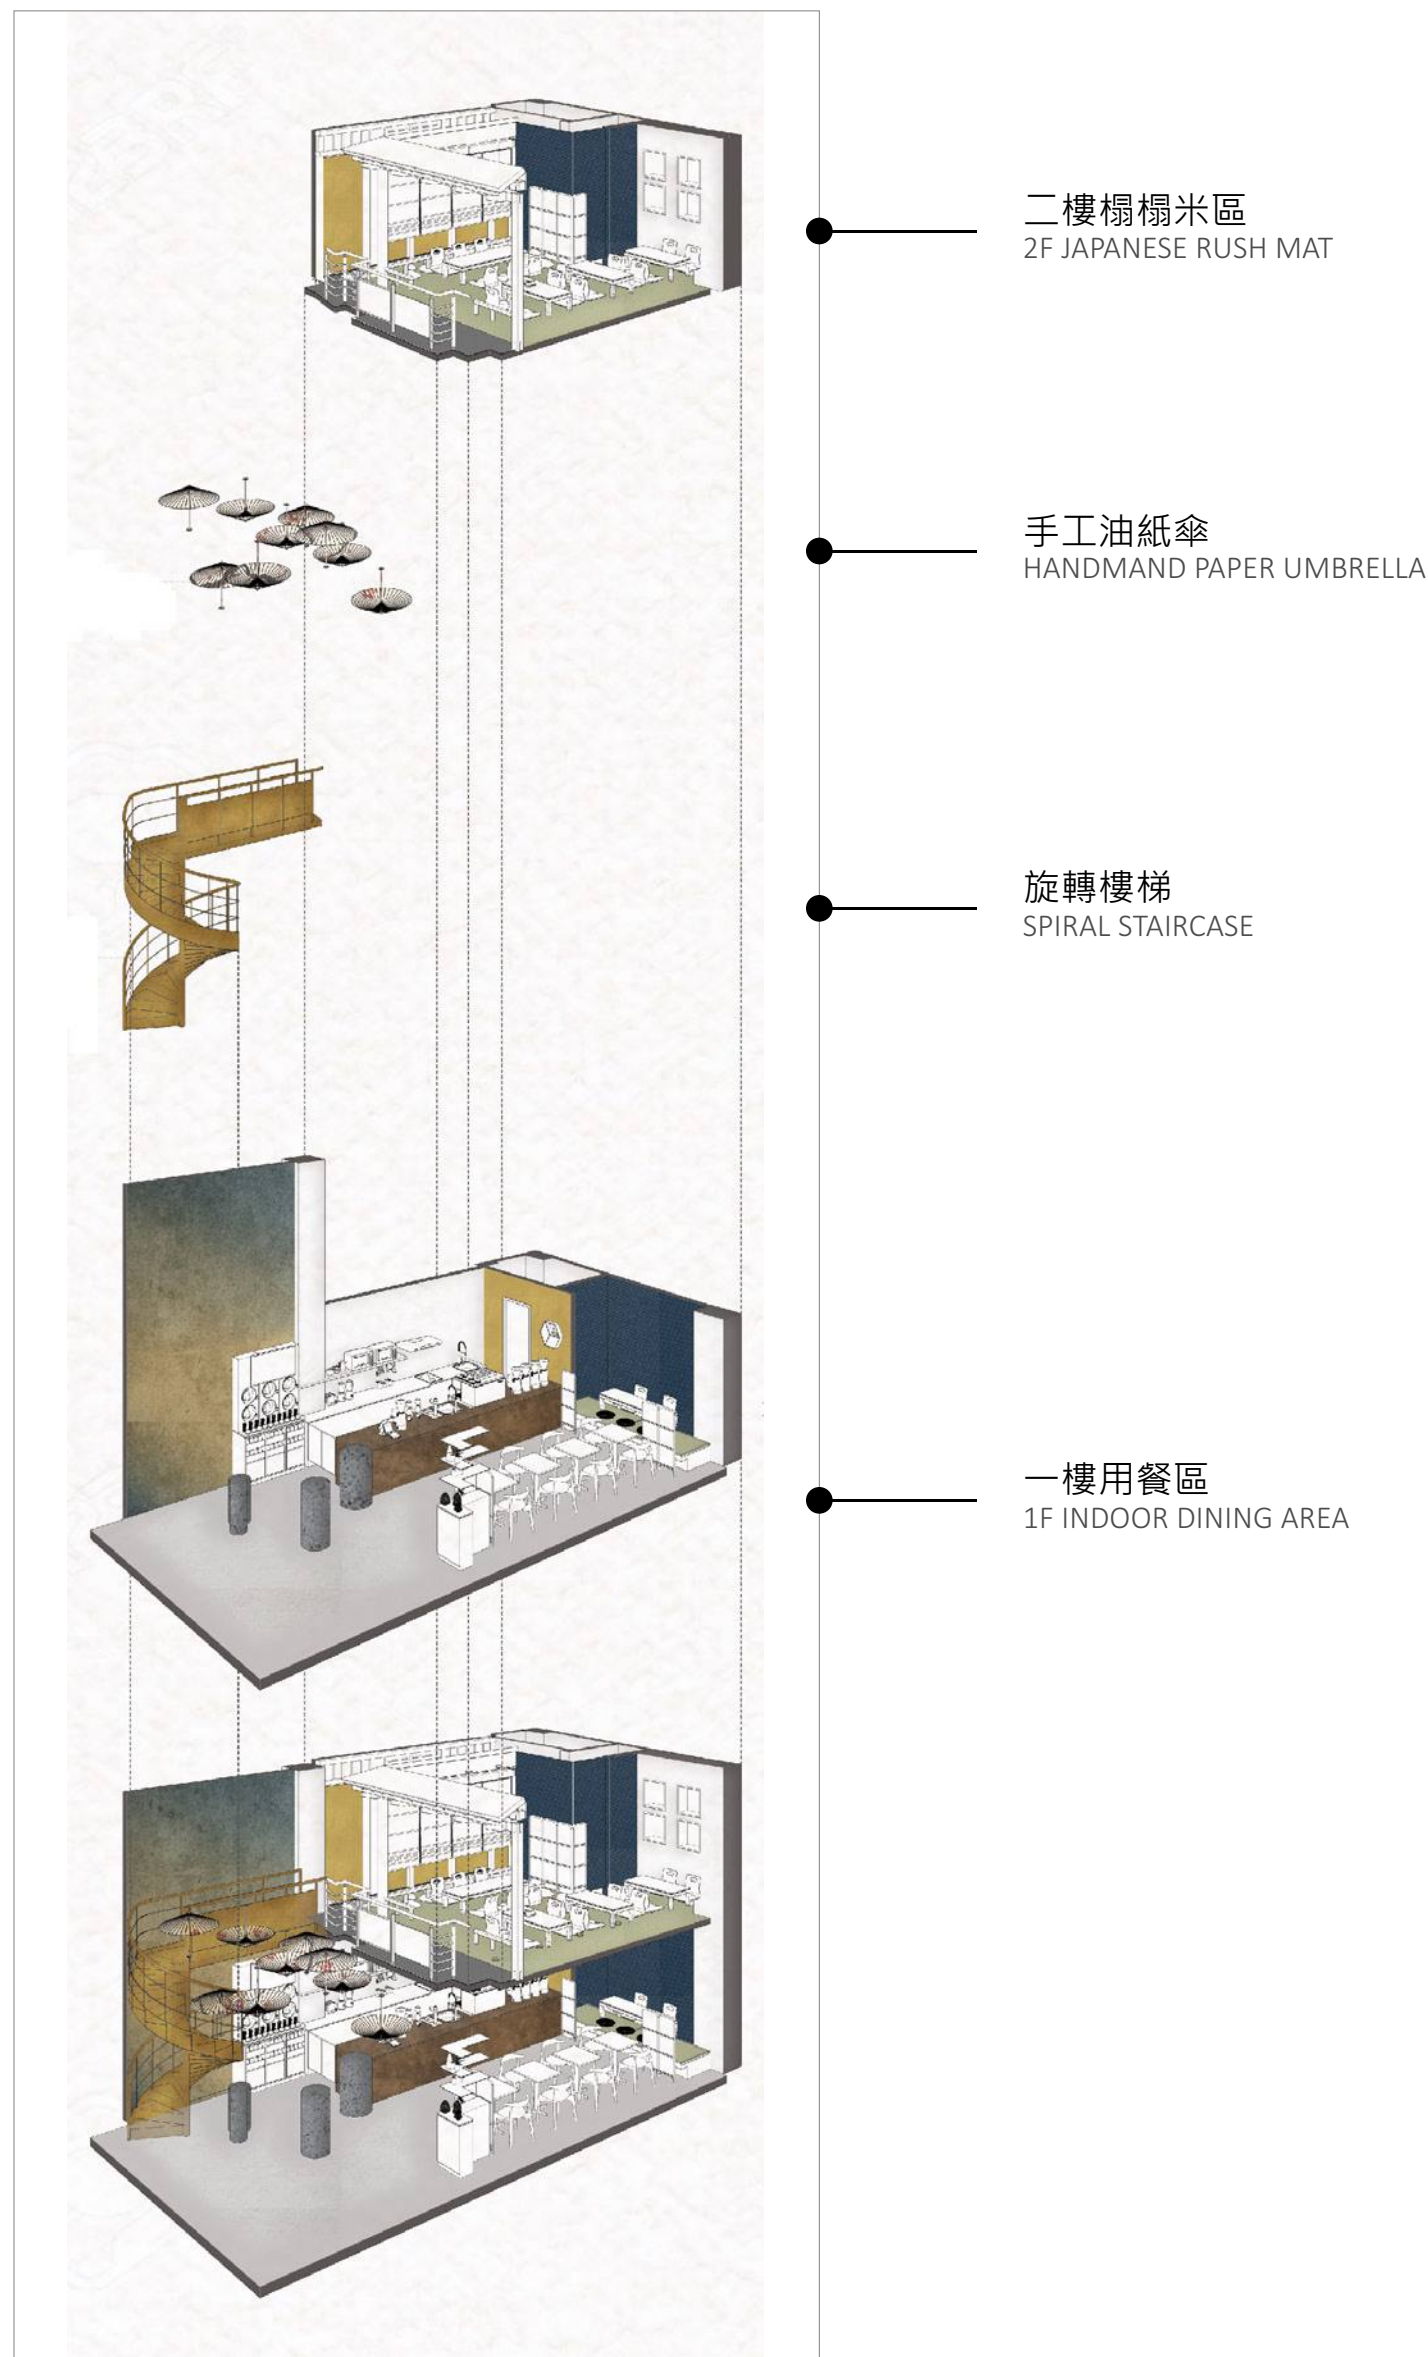 二樓榻榻米區
2F JAPANESE RUSH MAT
手工油紙傘
HANDMAND PAPER UMBRELLA
旋轉樓梯
SPIRAL STAIRCASE
一樓用餐區
1F INDOOR DINING AREA